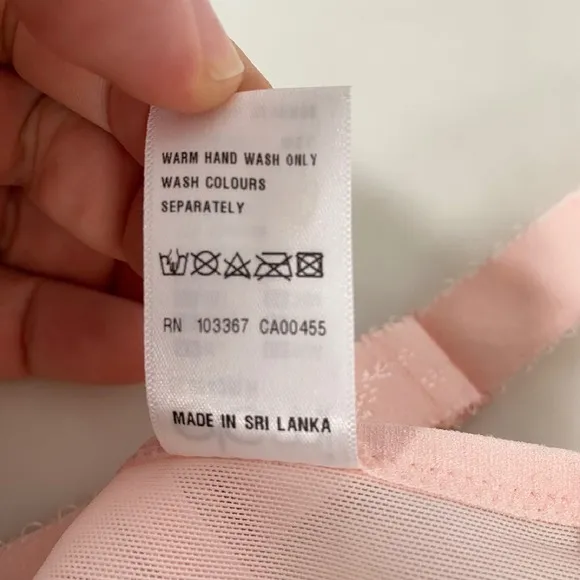 WARM HAND WASH ONLY
WASH COLOURS
SEPARATELY
RN 103367 CA00455
MADE IN SRI LANKA